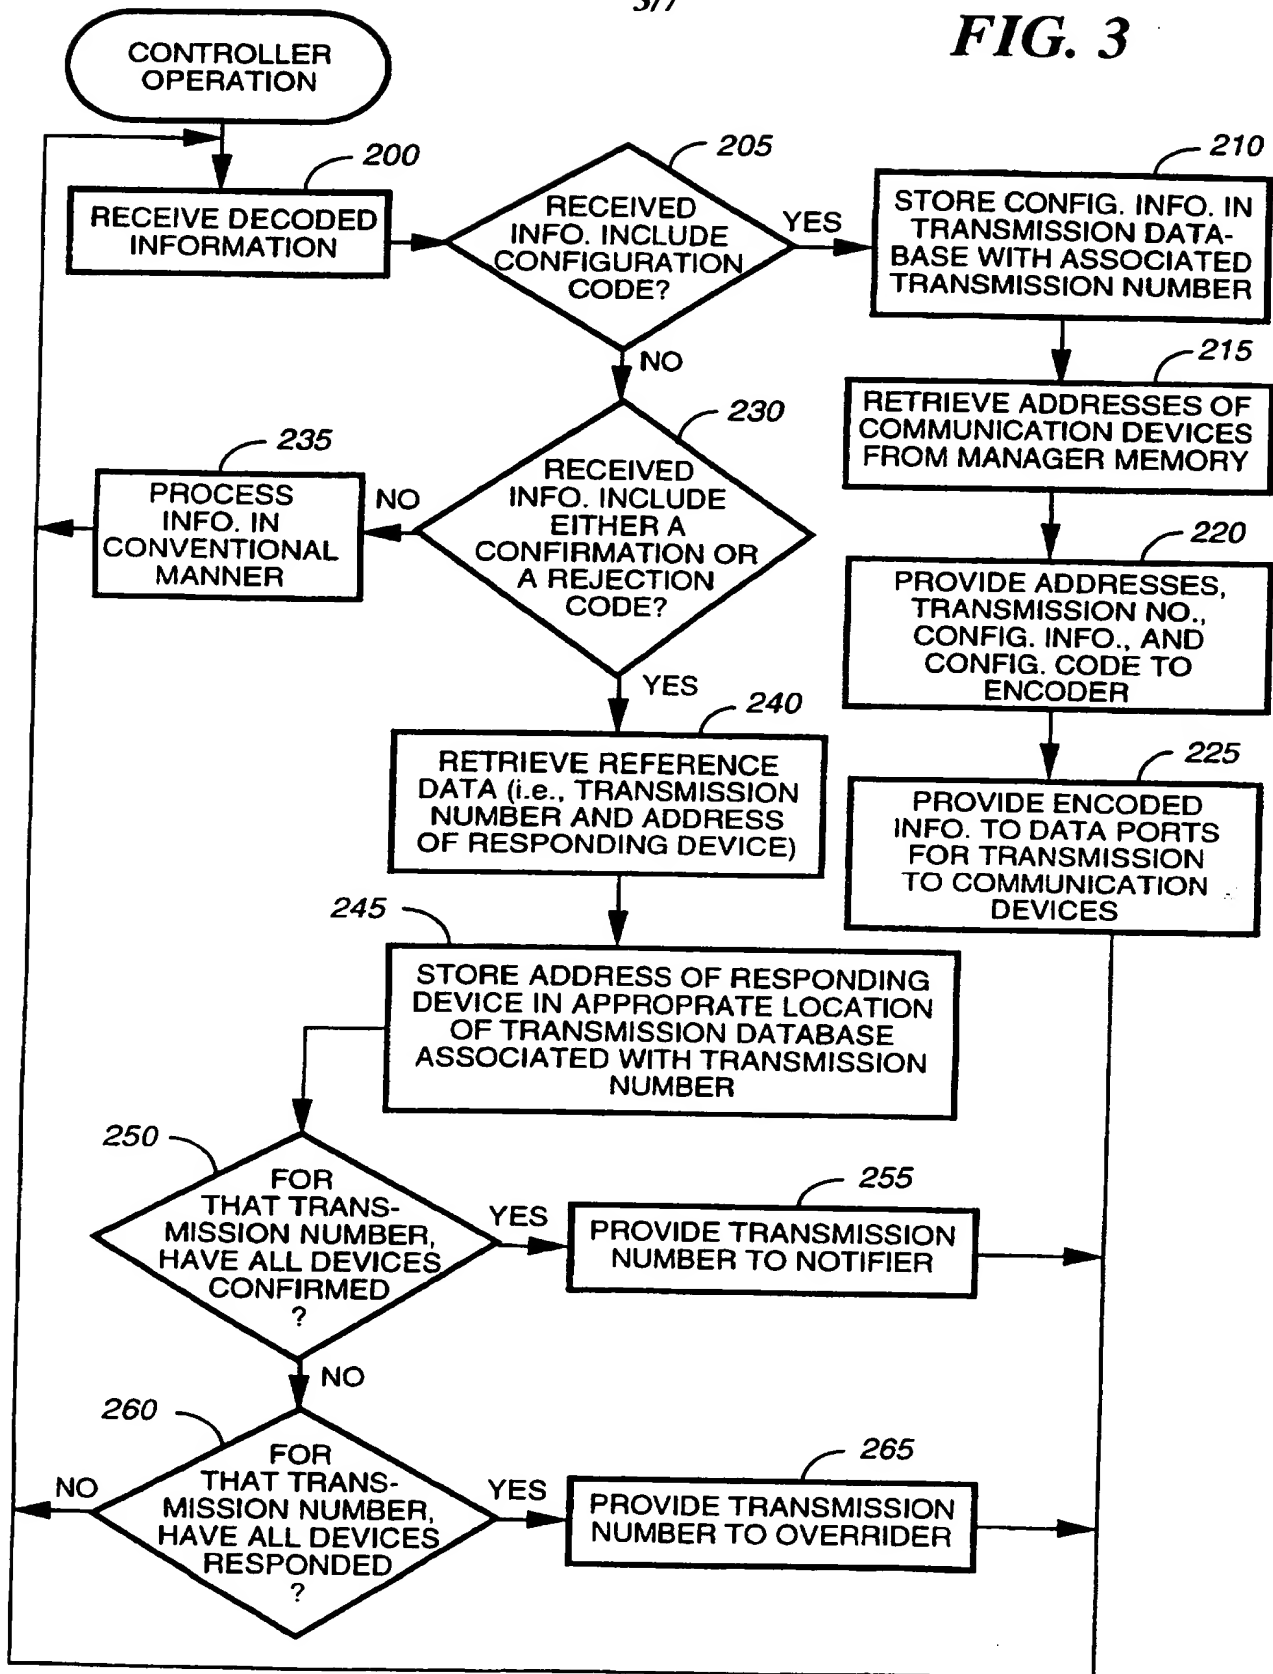 3/7
FIG. 3
CONTROLLER
OPERATION
200
RECEIVE DECODED
INFORMATION
205
RECEIVED
INFO. INCLUDE
CONFIGURATION
CODE?
YES
NO
210
STORE CONFIG. INFO. IN
TRANSMISSION DATA-
BASE WITH ASSOCIATED
TRANSMISSION NUMBER
215
RETRIEVE ADDRESSES OF
COMMUNICATION DEVICES
FROM MANAGER MEMORY
220
PROVIDE ADDRESSES,
TRANSMISSION NO.,
CONFIG. INFO., AND
CONFIG. CODE TO
ENCODER
225
PROVIDE ENCODED
INFO. TO DATA PORTS
FOR TRANSMISSION
TO COMMUNICATION
DEVICES
230
RECEIVED
INFO. INCLUDE
EITHER A
CONFIRMATION OR
A REJECTION
CODE?
NO
YES
235
PROCESS
INFO. IN
CONVENTIONAL
MANNER
240
RETRIEVE REFERENCE
DATA (i.e., TRANSMISSION
NUMBER AND ADDRESS
OF RESPONDING DEVICE)
245
STORE ADDRESS OF RESPONDING
DEVICE IN APPROPRATE LOCATION
OF TRANSMISSION DATABASE
ASSOCIATED WITH TRANSMISSION
NUMBER
250
FOR
THAT TRANS-
MISSION NUMBER,
HAVE ALL DEVICES
CONFIRMED
?
YES
NO
255
PROVIDE TRANSMISSION
NUMBER TO NOTIFIER
260
FOR
THAT TRANS-
MISSION NUMBER,
HAVE ALL DEVICES
RESPONDED
?
NO
YES
265
PROVIDE TRANSMISSION
NUMBER TO OVERRIDER